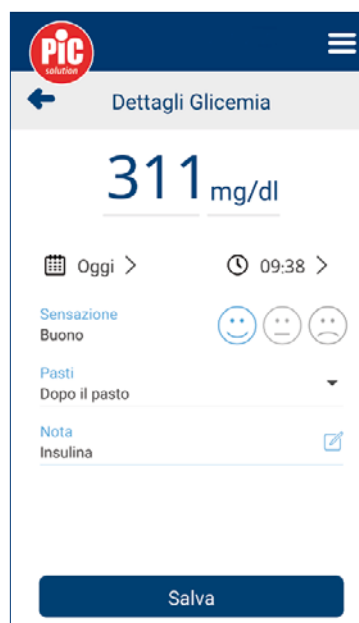 PiC
solution
Dettagli Glicemia
311 mg/dl
Oggi 09:38
Sensazione
Buono
Pasti
Dopo il pasto
Nota
Insulina
Salva